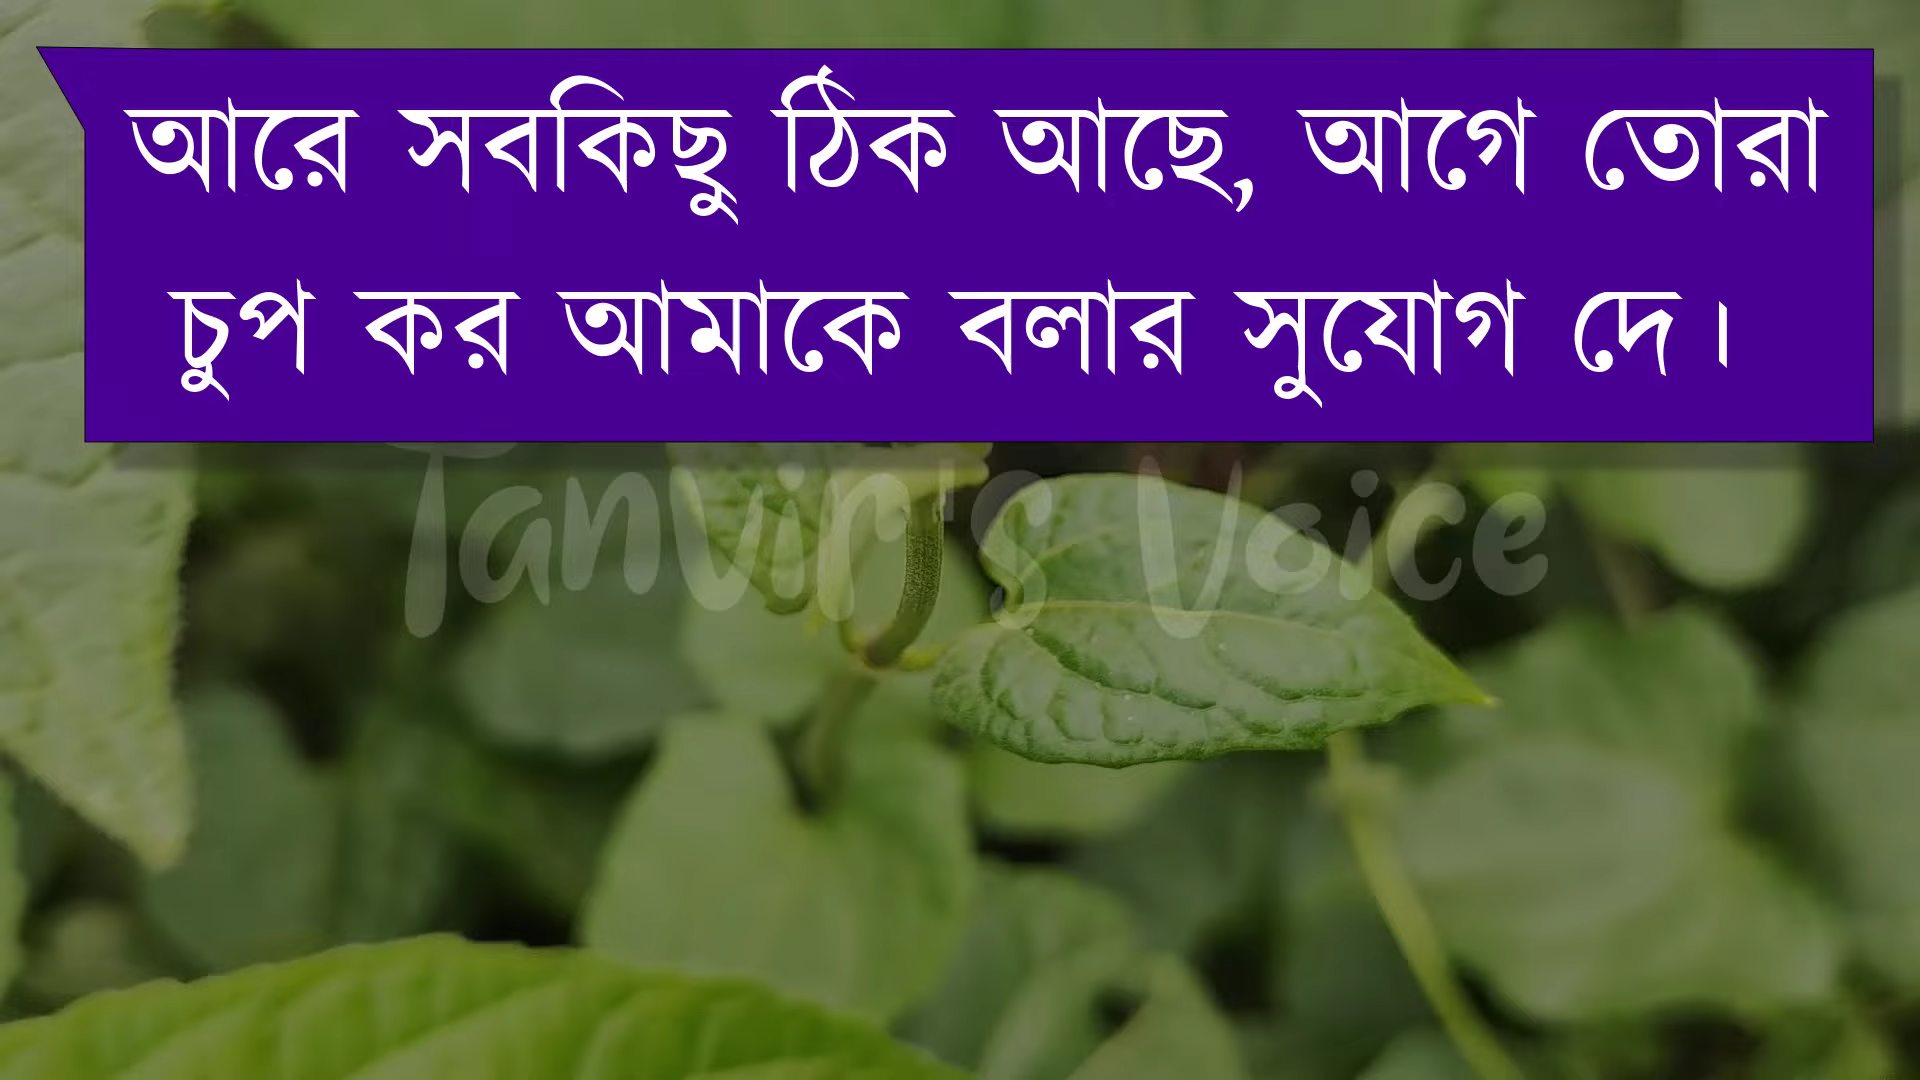 আরে সবকিছু ঠিক আছে, আগে তোরা
চুপ কর আমাকে বলার সুযোগ দে।
Tanvir's Voice